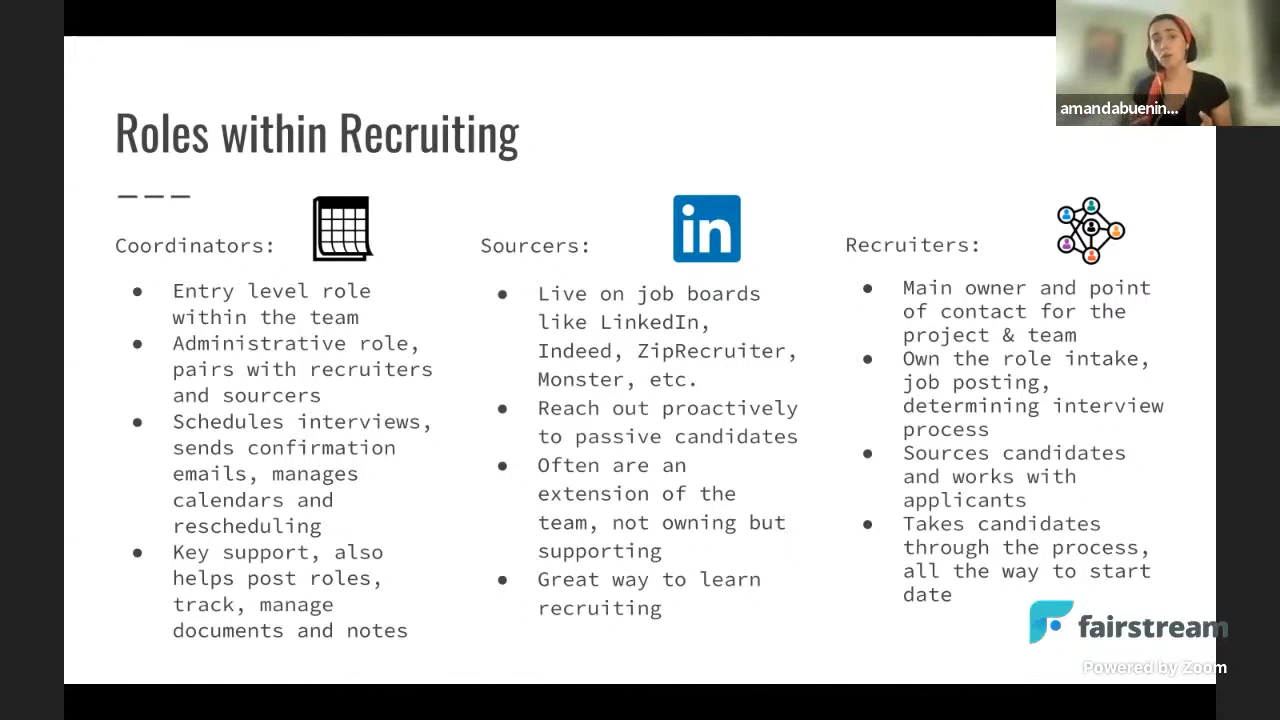 amandabuenin...
Roles within Recruiting
Coordinators:
Entry level role
within the team
Administrative role,
pairs with recruiters
and sourcers
Schedules interviews,
sends confirmation
emails, manages
calendars and
rescheduling
Key support, also
helps post roles,
track, manage
documents and notes
in
Sourcers:
Live on job boards
like LinkedIn,
Indeed, ZipRecruiter,
Monster, etc.
Reach out proactively
to passive candidates
Often are an
extension of the
team, not owning but
supporting
Great way to learn
recruiting
Recruiters:
Main owner and point
of contact for the
project & team
Own the role intake,
job posting,
determining interview
process
Sources candidates
and works with
applicants
Takes candidates
through the process,
all the way to start
date
fairstream
Powered by Zoom